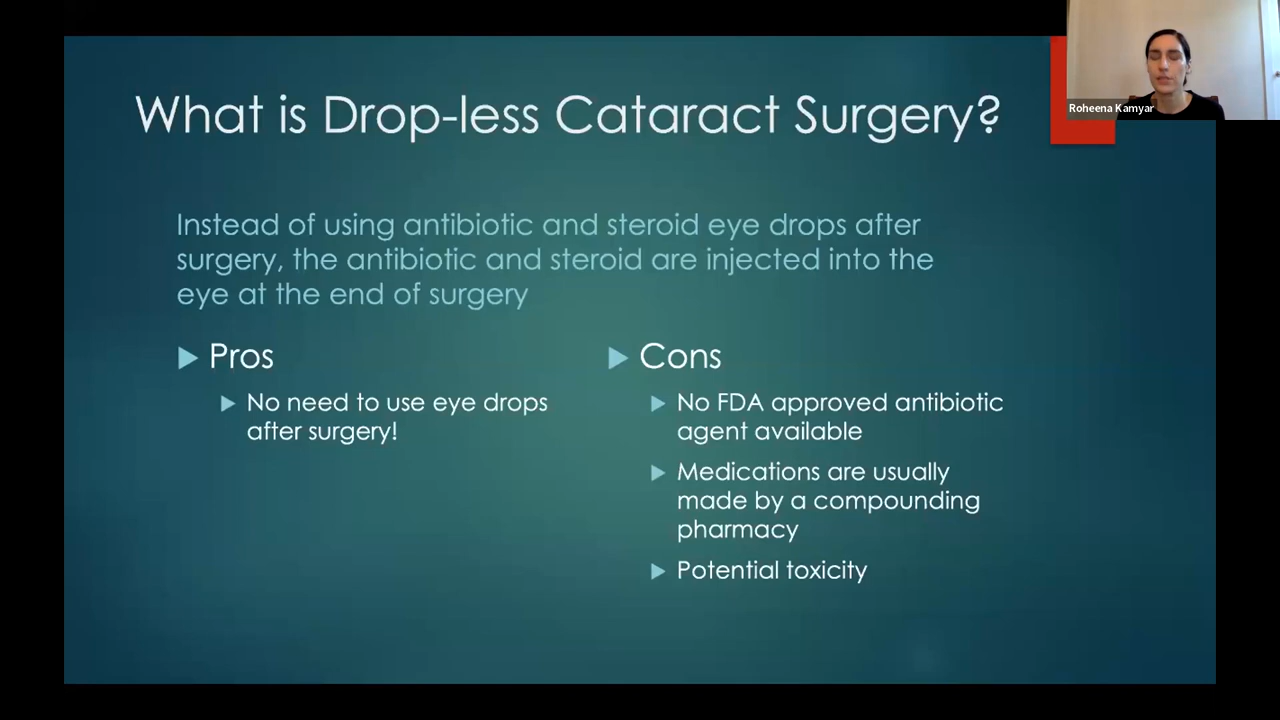 What is Drop-less Cataract Surgery?
Roheena Kamyar
Instead of using antibiotic and steroid eye drops after
surgery, the antibiotic and steroid are injected into the
eye at the end of surgery
Pros
No need to use eye drops
after surgery!
Cons
No FDA approved antibiotic
agent available
Medications are usually
made by a compounding
pharmacy
Potential toxicity